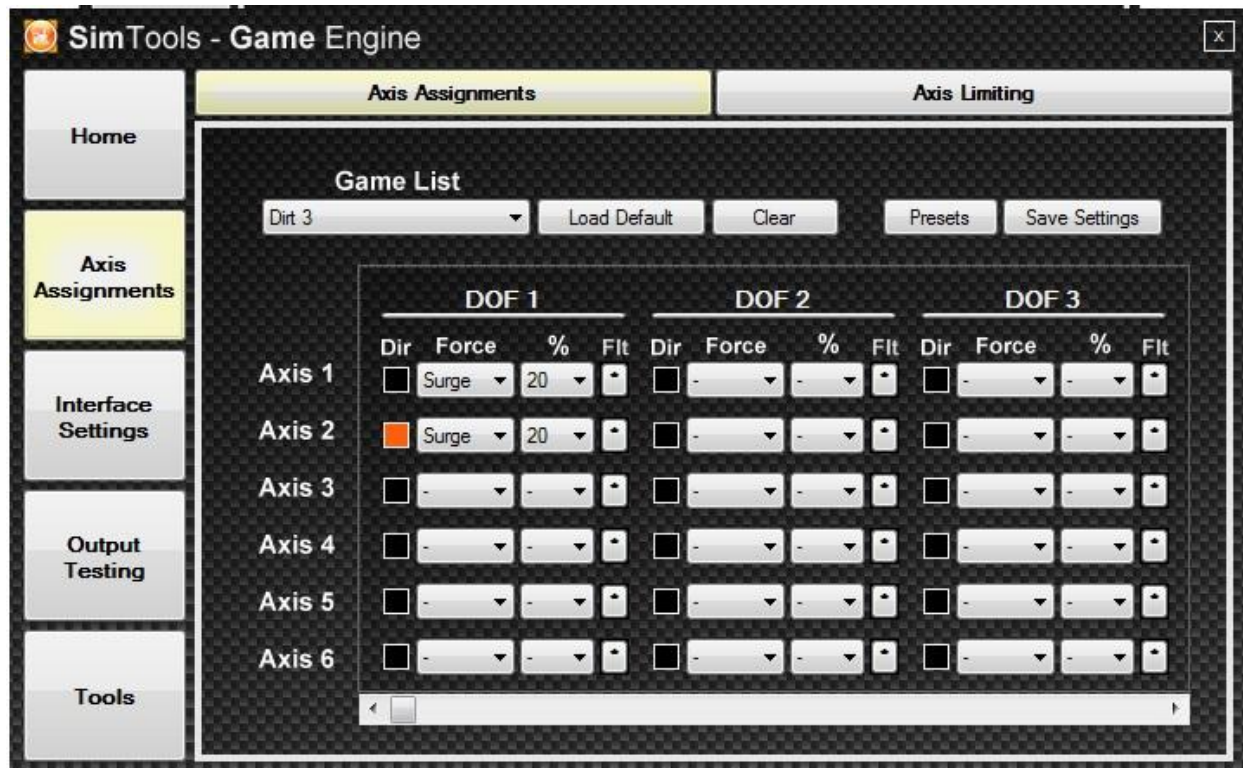 SimTools - Game Engine
X
Axis Assignments Axis Limiting
Home
Axis
Assignments
Interface
Settings
Output
Testing
Tools
Game List
Dirt 3 Load Default Clear Presets Save Settings
DOF 1 DOF 2 DOF 3
Dir Force % Flt Dir Force % Flt Dir Force % Flt
Axis 1 Surge 20 * - - * - - *
Axis 2 Surge 20 * - - * - - *
Axis 3 - - * - - * - - *
Axis 4 - - * - - * - - *
Axis 5 - - * - - * - - *
Axis 6 - - * - - * - - *